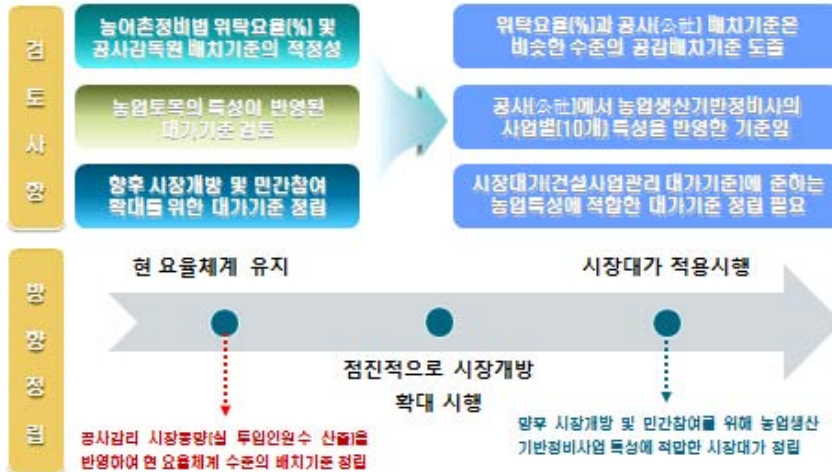 검토사항
농어촌정비법 위탁요율(%) 및
공사감독원 배치기준의 적정성
위탁요율(%)과 공사(公社) 배치기준은
비슷한 수준의 공감배치기준 도출
농업토목의 특성이 반영된
대가기준 검토
공사(公社)에서 농업생산기반정비사의
사업별(10개) 특성을 반영한 기준임
향후 시장개방 및 민간참여
확대를 위한 대가기준 정립
시장대가(건설사업관리 대가기준)에 준하는
농업특성에 적합한 대가기준 정립 필요
방향정립
현 요율체계 유지
시장대가 적용시행
점진적으로 시장개방
확대 시행
공사감리 시장동향(실 투입인원수 산출)을
반영하여 현 요율체계 수준의 배치기준 정립
향후 시장개방 및 민간참여를 위해 농업생산
기반정비사업 특성에 적합한 시장대가 정립